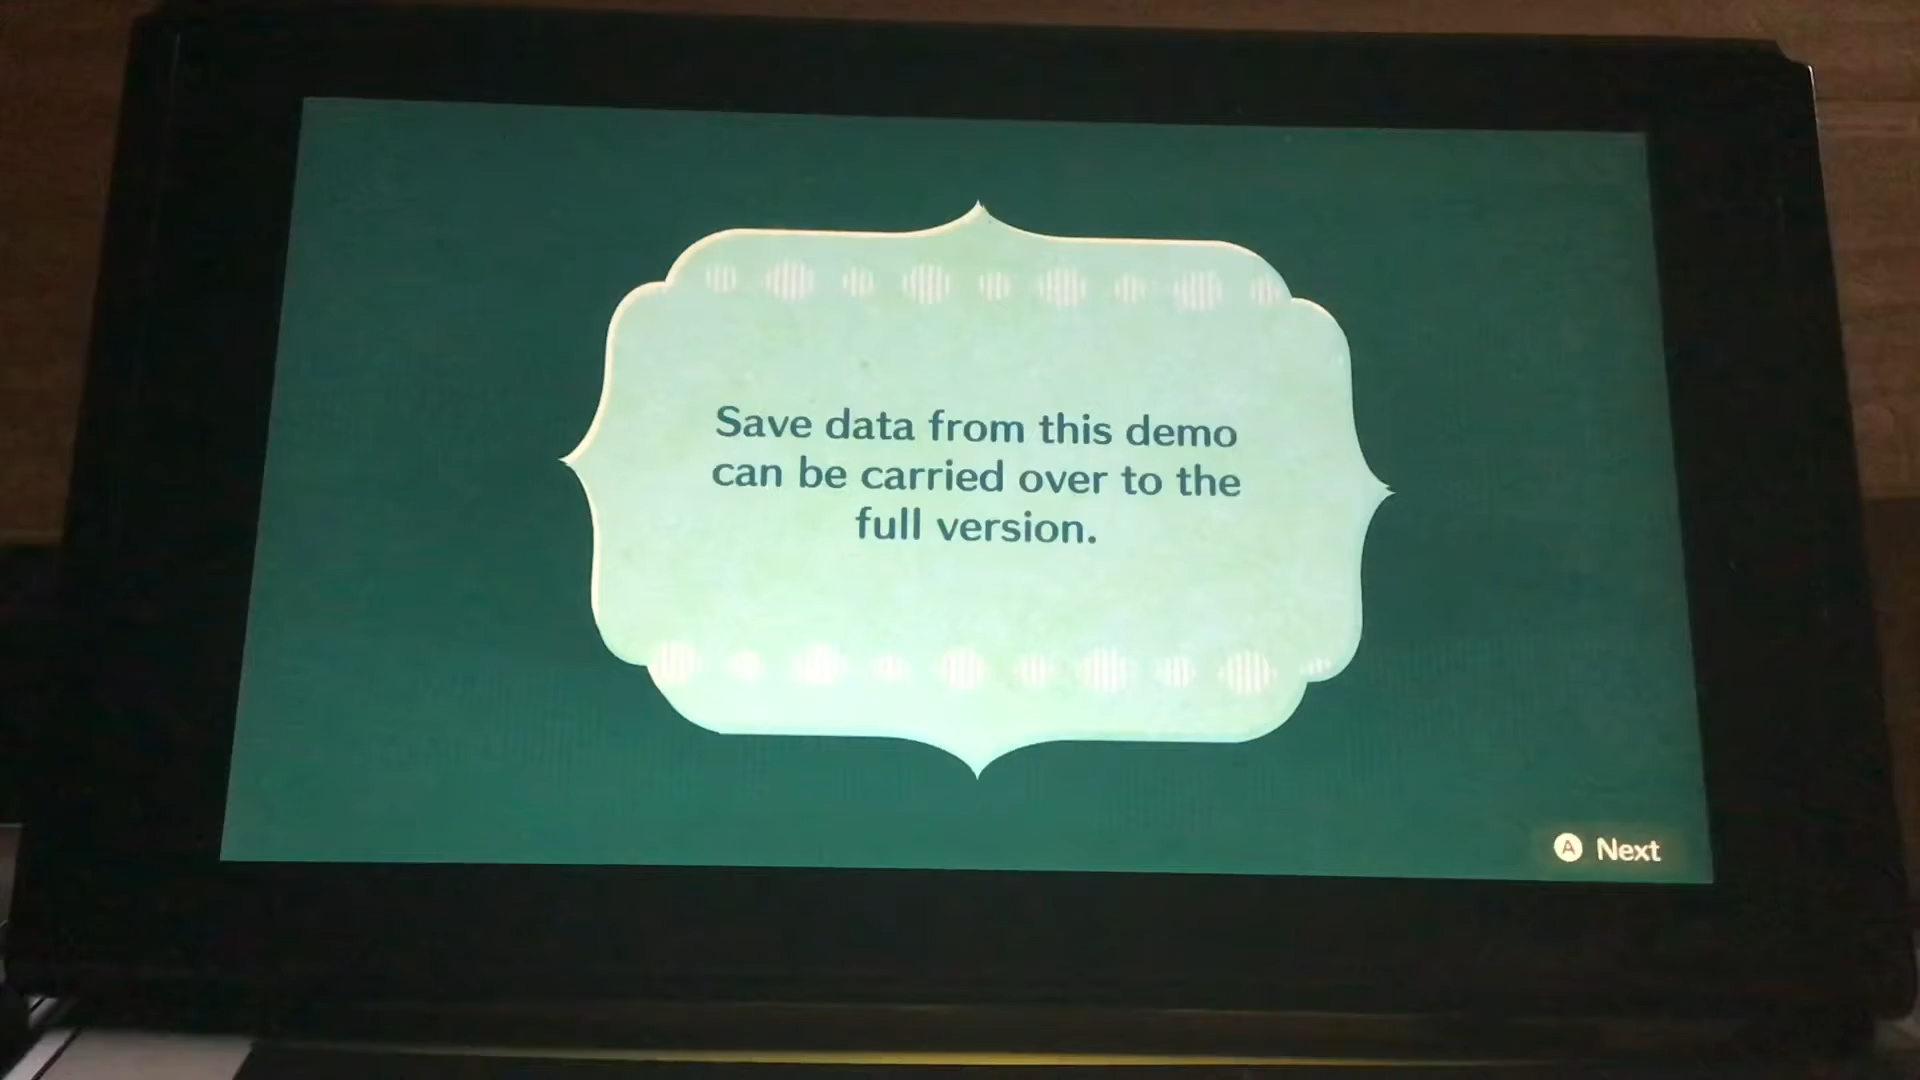 Save data from this demo
can be carried over to the
full version.
A Next